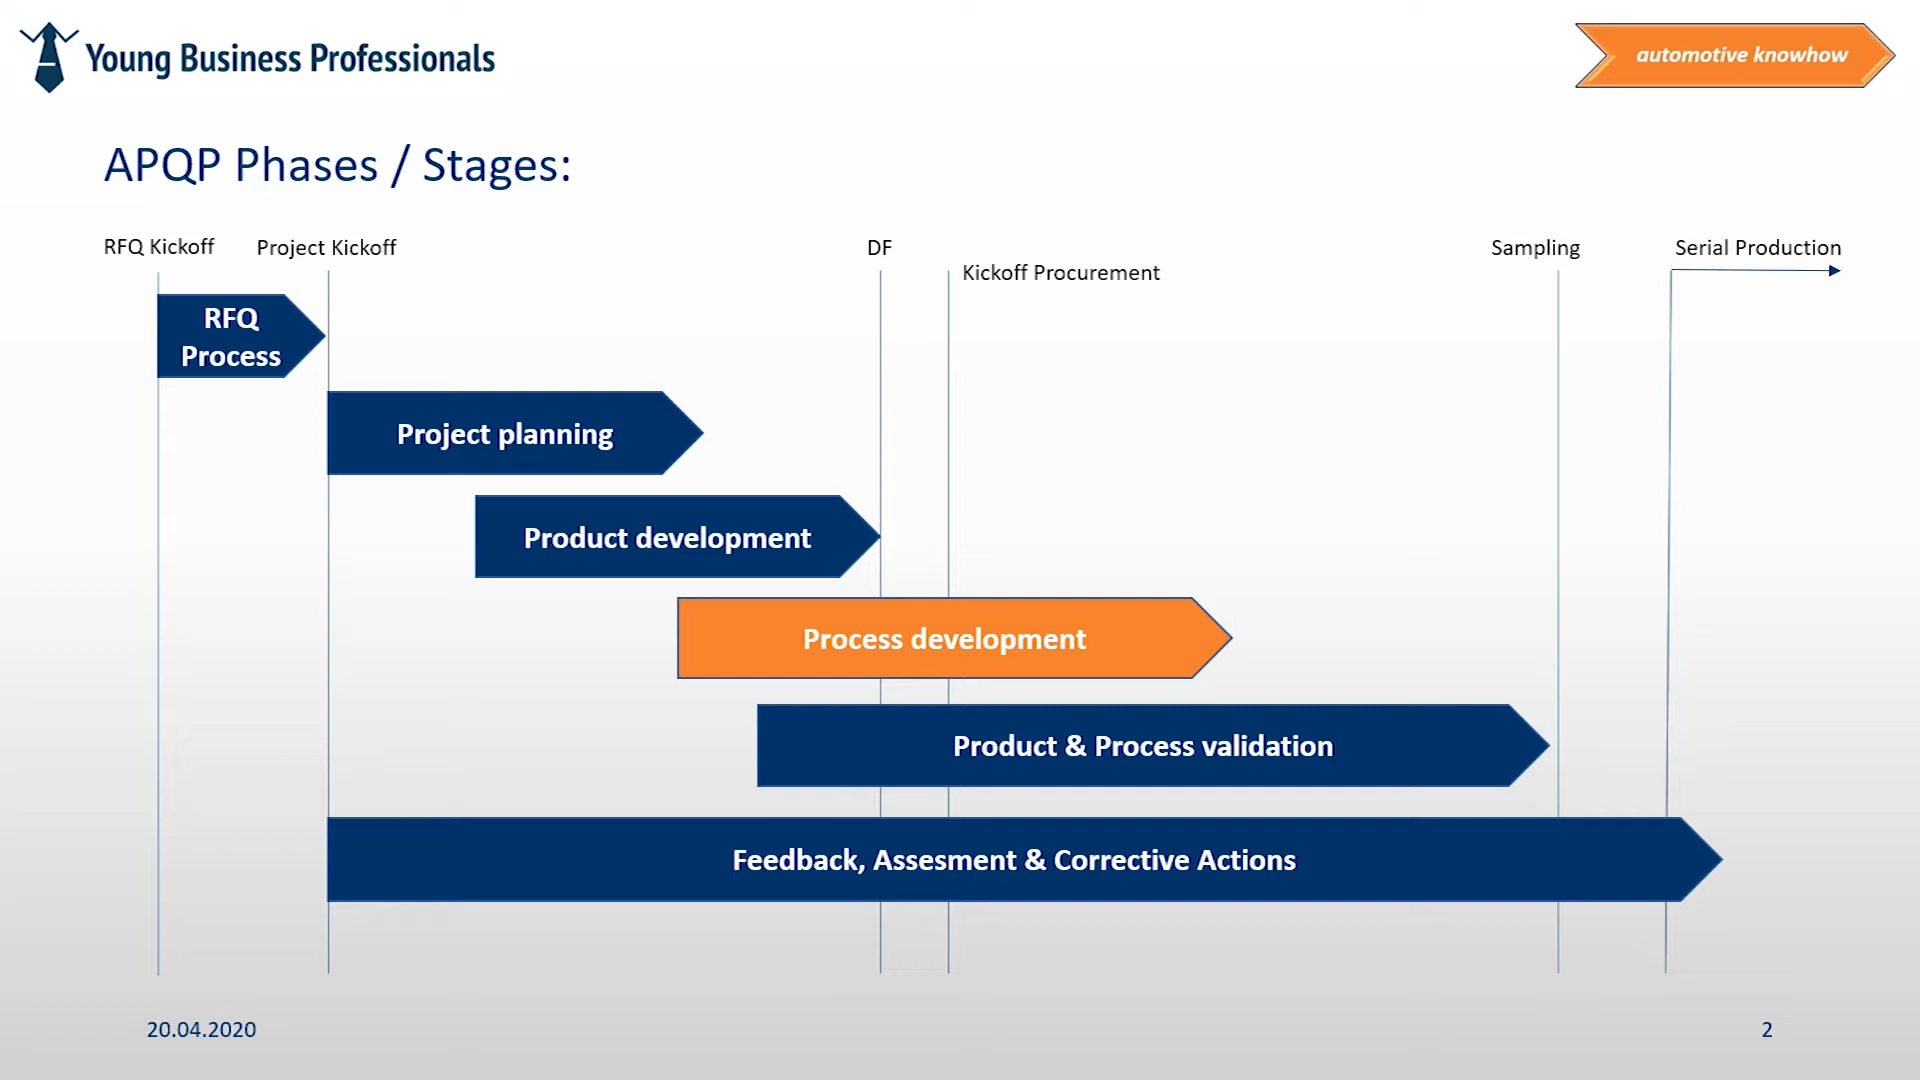 Young Business Professionals
automotive knowhow
APQP Phases / Stages:
RFQ Kickoff
Project Kickoff
DF
Kickoff Procurement
Sampling
Serial Production
RFQ
Process
Project planning
Product development
Process development
Product & Process validation
Feedback, Assesment & Corrective Actions
20.04.2020
2